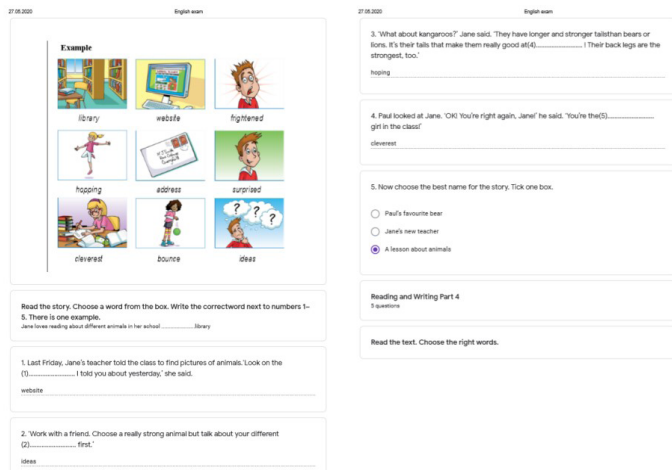 27.05.2020
English exam
Example
library
website
frightened
hopping
address
surprised
cleverest
bounce
ideas
? ? ?
Read the story. Choose a word from the box. Write the correctword next to numbers 1–
5. There is one example.
Jane loves reading about different animals in her school ____________library
1. Last Friday, Jane's teacher told the class to find pictures of animals.'Look on the
(1)________________ I told you about yesterday,' she said.
website
2. 'Work with a friend. Choose a really strong animal but talk about your different
(2)________________ first.'
ideas
27.05.2020
English exam
3. 'What about kangaroos?' Jane said. 'They have longer and stronger tailsthan bears or
lions. It's their tails that make them really good at(4)________________ ! Their back legs are the
strongest, too.'
hoping
4. Paul looked at Jane. 'OK! You're right again, Jane!' he said. 'You're the(5)________________
girl in the class!'
cleverest
5. Now choose the best name for the story. Tick one box.
Paul's favourite bear
Jane's new teacher
A lesson about animals
Reading and Writing Part 4
5 questions
Read the text. Choose the right words.